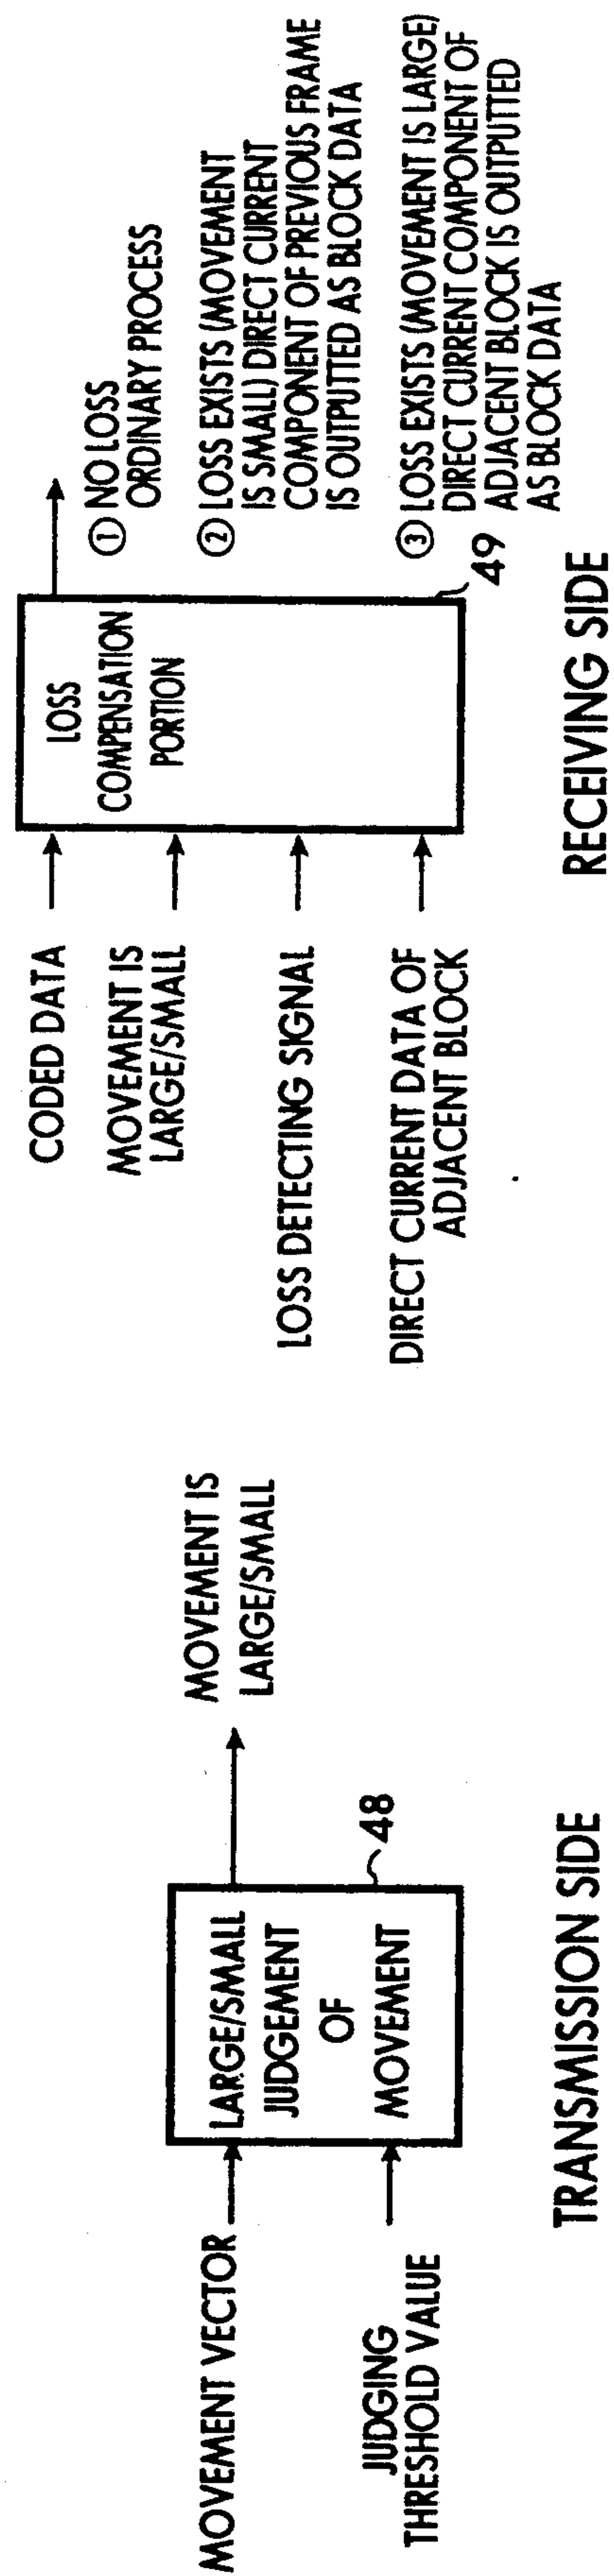 MOVEMENT VECTOR
JUDGING
THRESHOLD VALUE
LARGE/SMALL
JUDGEMENT
OF
MOVEMENT
48
MOVEMENT IS
LARGE/SMALL
TRANSMISSION SIDE
CODED DATA
MOVEMENT IS
LARGE/SMALL
LOSS DETECTING SIGNAL
DIRECT CURRENT DATA OF
ADJACENT BLOCK
LOSS
COMPENSATION
PORTION
49
① NO LOSS
ORDINARY PROCESS
② LOSS EXISTS (MOVEMENT
IS SMALL) DIRECT CURRENT
COMPONENT OF PREVIOUS FRAME
IS OUTPUTTED AS BLOCK DATA
③ LOSS EXISTS (MOVEMENT IS LARGE)
DIRECT CURRENT COMPONENT OF
ADJACENT BLOCK IS OUTPUTTED
AS BLOCK DATA
RECEIVING SIDE